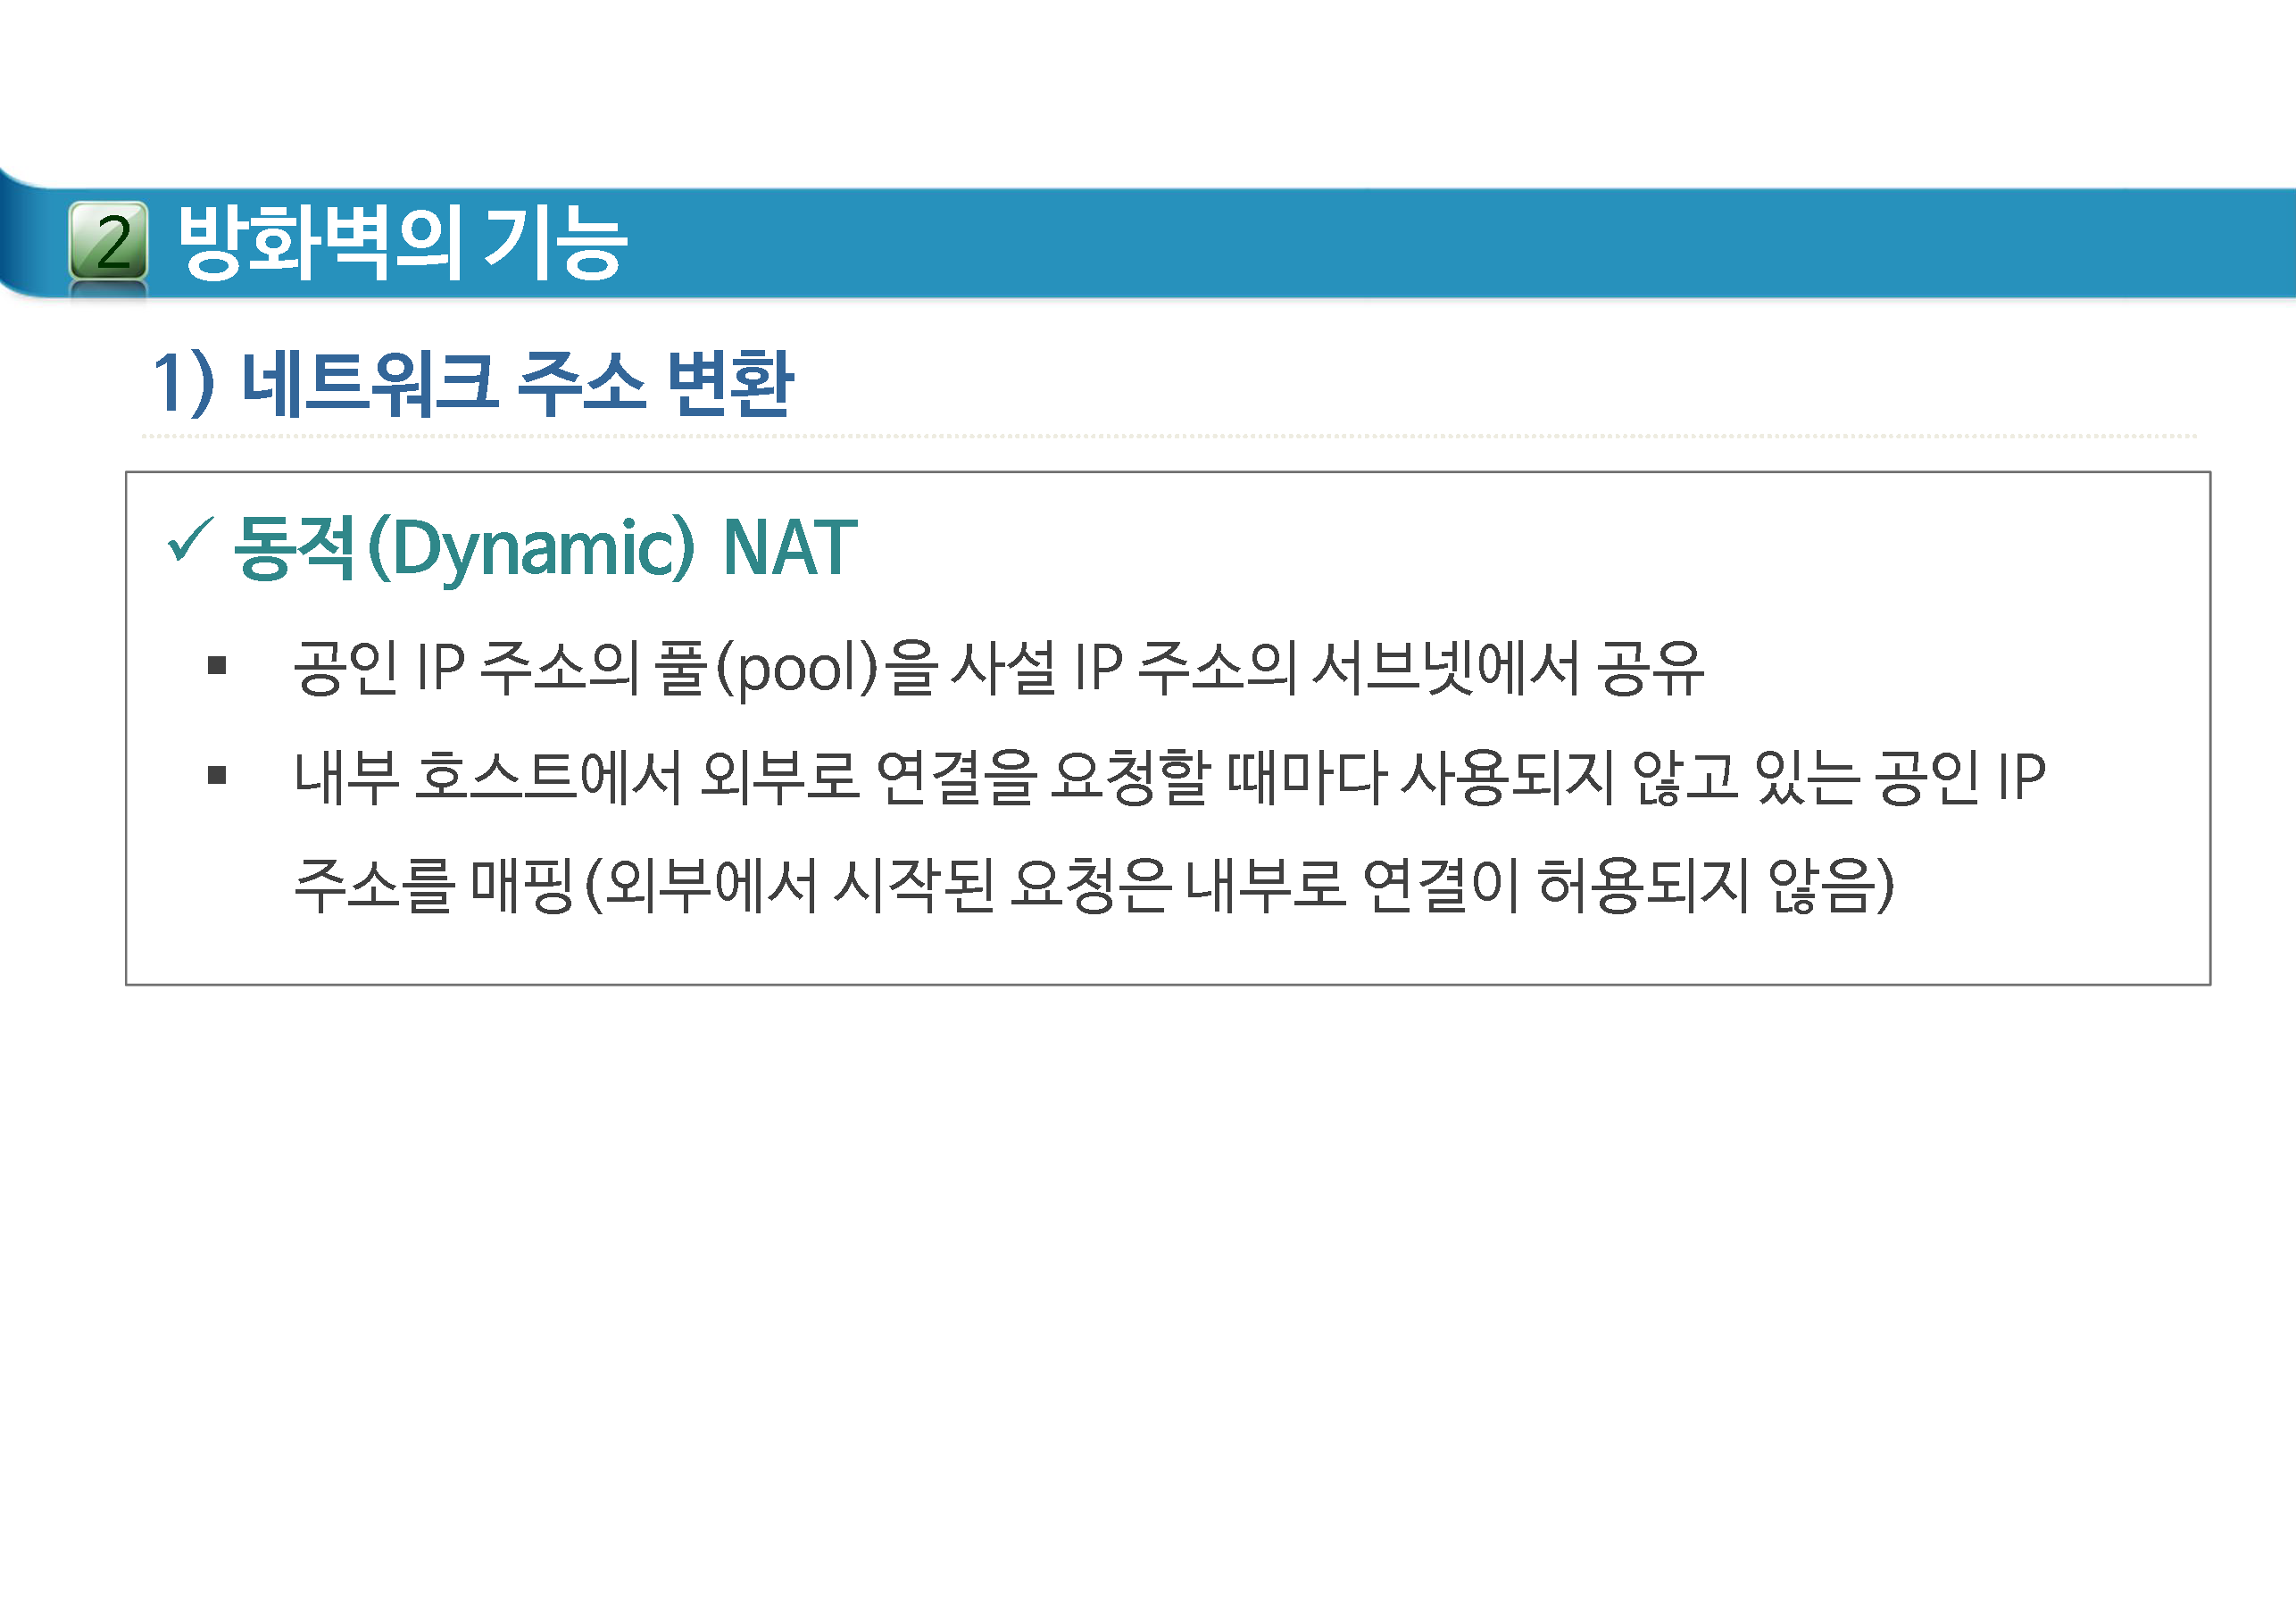 2 방화벽의 기능
1) 네트워크 주소 변환
✓ 동적(Dynamic) NAT
▪ 공인 IP 주소의 풀(pool)을 사설 IP 주소의 서브넷에서 공유
▪ 내부 호스트에서 외부로 연결을 요청할 때마다 사용되지 않고 있는 공인 IP
주소를 매핑(외부에서 시작된 요청은 내부로 연결이 허용되지 않음)